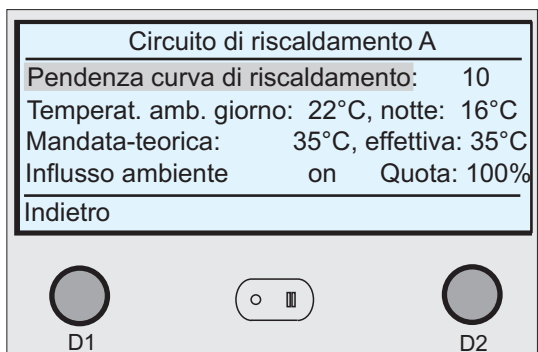 Circuito di riscaldamento A
Pendenza curva di riscaldamento: 10
Temperat. amb. giorno: 22°C, notte: 16°C
Mandata-teorica: 35°C, effettiva: 35°C
Influsso ambiente on Quota: 100%
Indietro
D1 D2